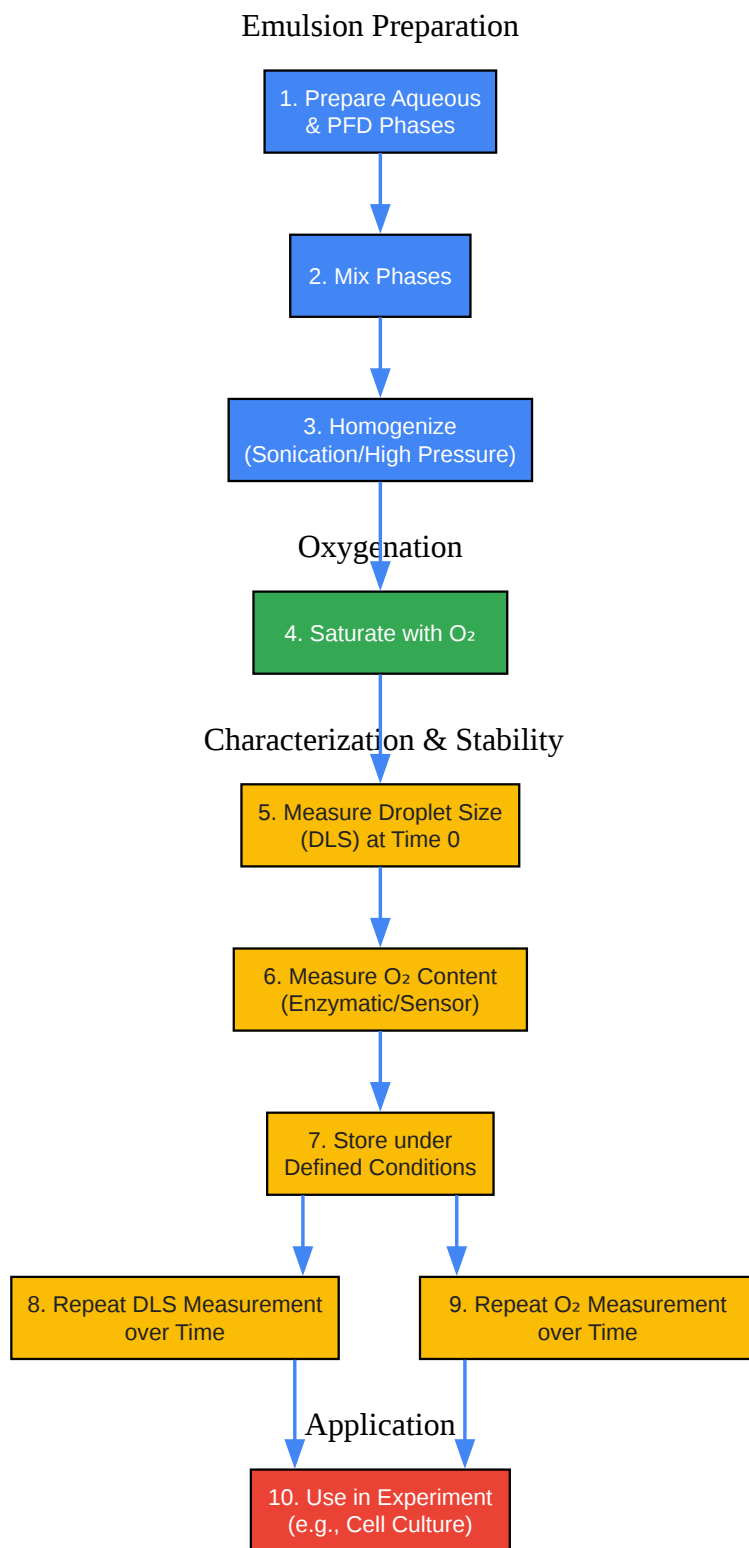 Emulsion Preparation
1. Prepare Aqueous
& PFD Phases
2. Mix Phases
3. Homogenize
(Sonication/High Pressure)
Oxygenation
4. Saturate with O₂
Characterization & Stability
5. Measure Droplet Size
(DLS) at Time 0
6. Measure O₂ Content
(Enzymatic/Sensor)
7. Store under
Defined Conditions
8. Repeat DLS Measurement
over Time
9. Repeat O₂ Measurement
over Time
Application
10. Use in Experiment
(e.g., Cell Culture)